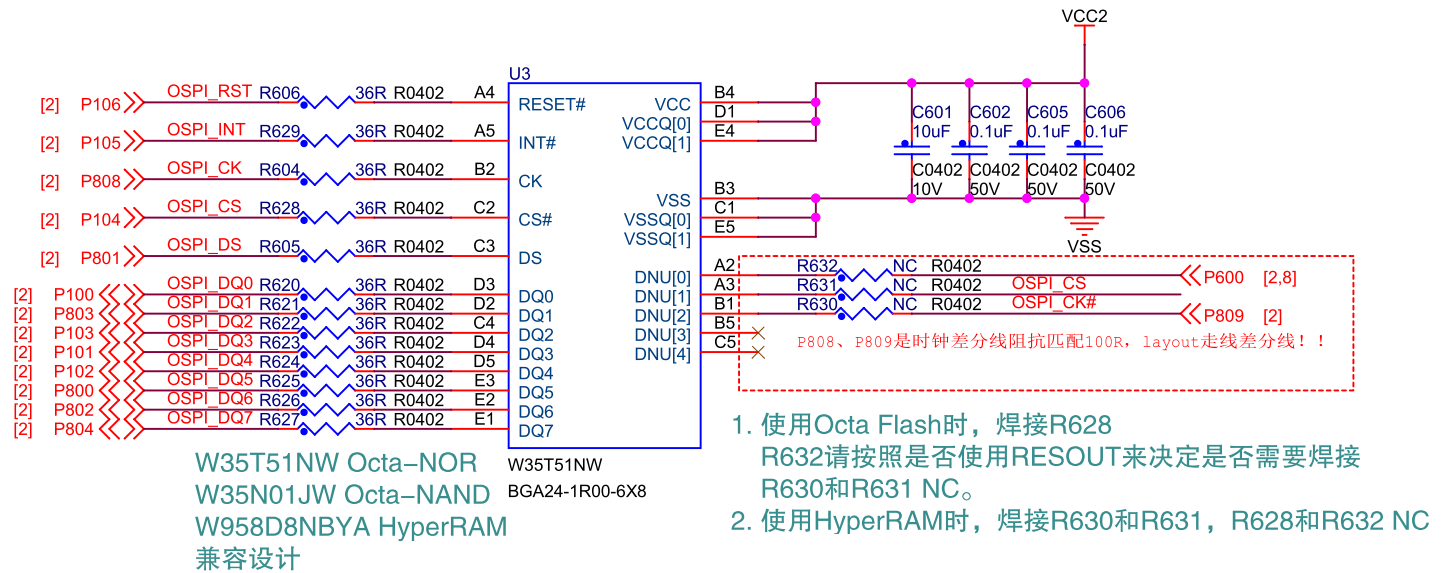 VCC2
U3
[2] P106 OSPI_RST R606 36R R0402 A4 RESET#
[2] P105 OSPI_INT R629 36R R0402 A5 INT#
[2] P808 OSPI_CK R604 36R R0402 B2 CK
[2] P104 OSPI_CS R628 36R R0402 C2 CS#
[2] P801 OSPI_DS R605 36R R0402 C3 DS
[2] P100 OSPI_DQ0 R620 36R R0402 D3 DQ0
[2] P803 OSPI_DQ1 R621 36R R0402 D2 DQ1
[2] P103 OSPI_DQ2 R622 36R R0402 C4 DQ2
[2] P101 OSPI_DQ3 R623 36R R0402 D4 DQ3
[2] P102 OSPI_DQ4 R624 36R R0402 D5 DQ4
[2] P800 OSPI_DQ5 R625 36R R0402 E3 DQ5
[2] P802 OSPI_DQ6 R626 36R R0402 E2 DQ6
[2] P804 OSPI_DQ7 R627 36R R0402 E1 DQ7
VCC B4
VCCQ[0] D1
VCCQ[1] E4
VSS B3
VSSQ[0] C1
VSSQ[1] E5
C601 C602 C605 C606
10uF 0.1uF 0.1uF 0.1uF
C0402 C0402 C0402 C0402
10V 50V 50V 50V
VSS
DNU[0] A2 R632 NC R0402 P600 [2,8]
DNU[1] A3 R631 NC R0402 OSPI_CS
DNU[2] B1 R630 NC R0402 OSPI_CK# P809 [2]
DNU[3] B5
DNU[4] C5
P808、P809是时钟差分线阻抗匹配100R，layout走线差分线！！
W35T51NW
BGA24-1R00-6X8
W35T51NW Octa-NOR
W35N01JW Octa-NAND
W958D8NBYA HyperRAM
兼容设计
1. 使用Octa Flash时，焊接R628
R632请按照是否使用RESOUT来决定是否需要焊接
R630和R631 NC。
2. 使用HyperRAM时，焊接R630和R631，R628和R632 NC